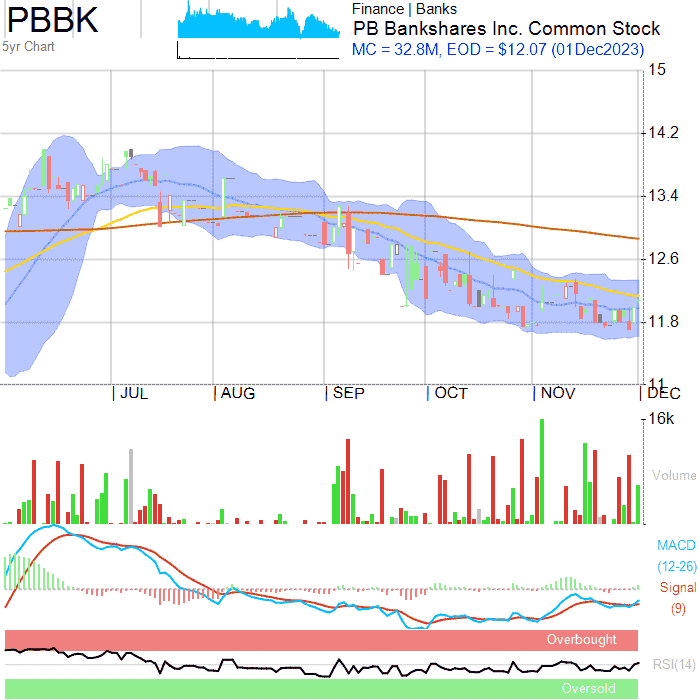 PBBK
5yr Chart
Finance | Banks
PB Bankshares Inc. Common Stock
MC = 32.8M, EOD = $12.07 (01Dec2023)
15
14.2
13.4
12.6
11.8
11
JUL AUG SEP OCT NOV DEC
16k
Volume
MACD
(12-26)
Signal
(9)
Overbought
RSI(14)
Oversold